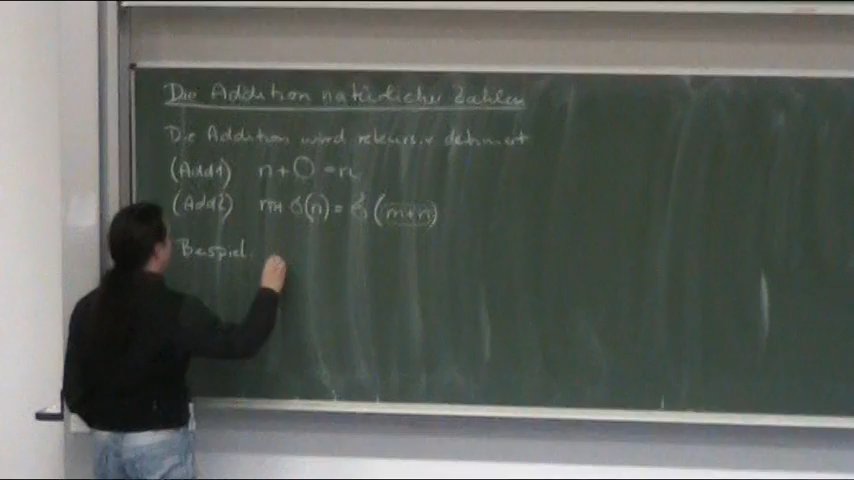 Die Addition natürlicher Zahlen
Die Addition wird rekursiv definiert
(Add1) n + 0 = n
(Add2) m + σ(n) = σ(m+n)
Beispiel